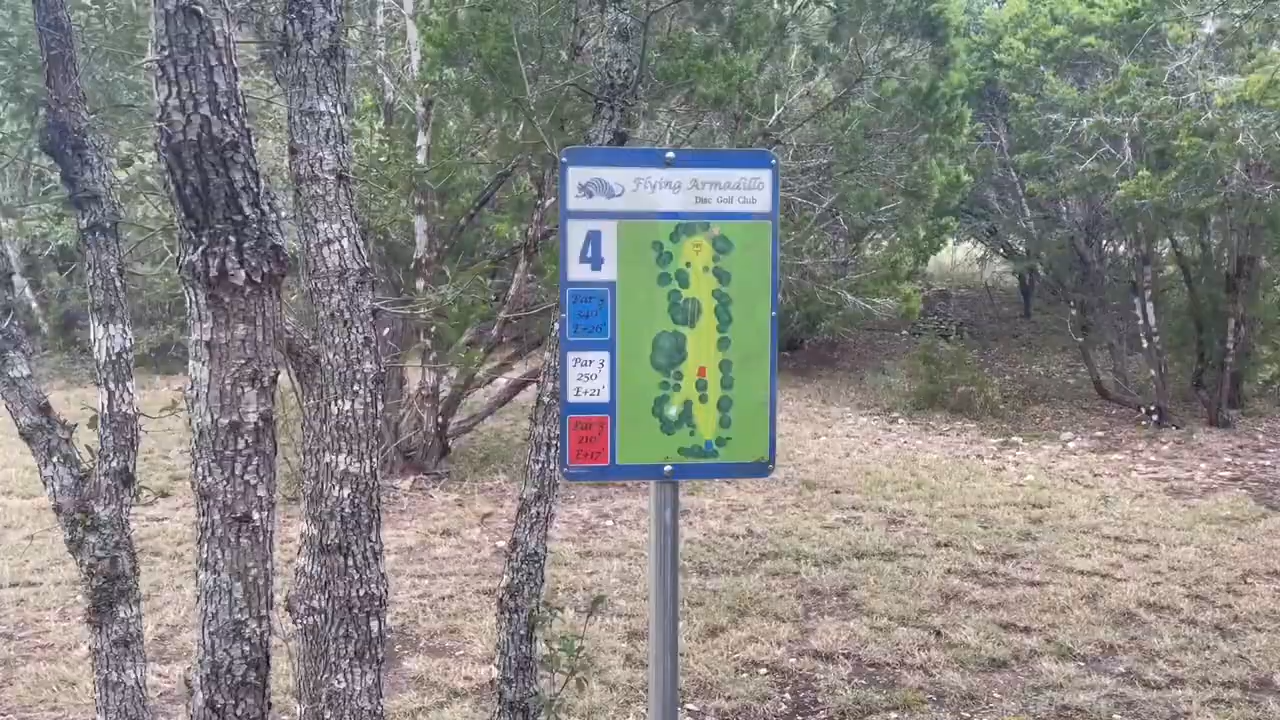 Flying Armadillo
Disc Golf Club
4
Par 3
340'
E+26'
Par 3
250'
E+21'
Par 3
210'
E+17'